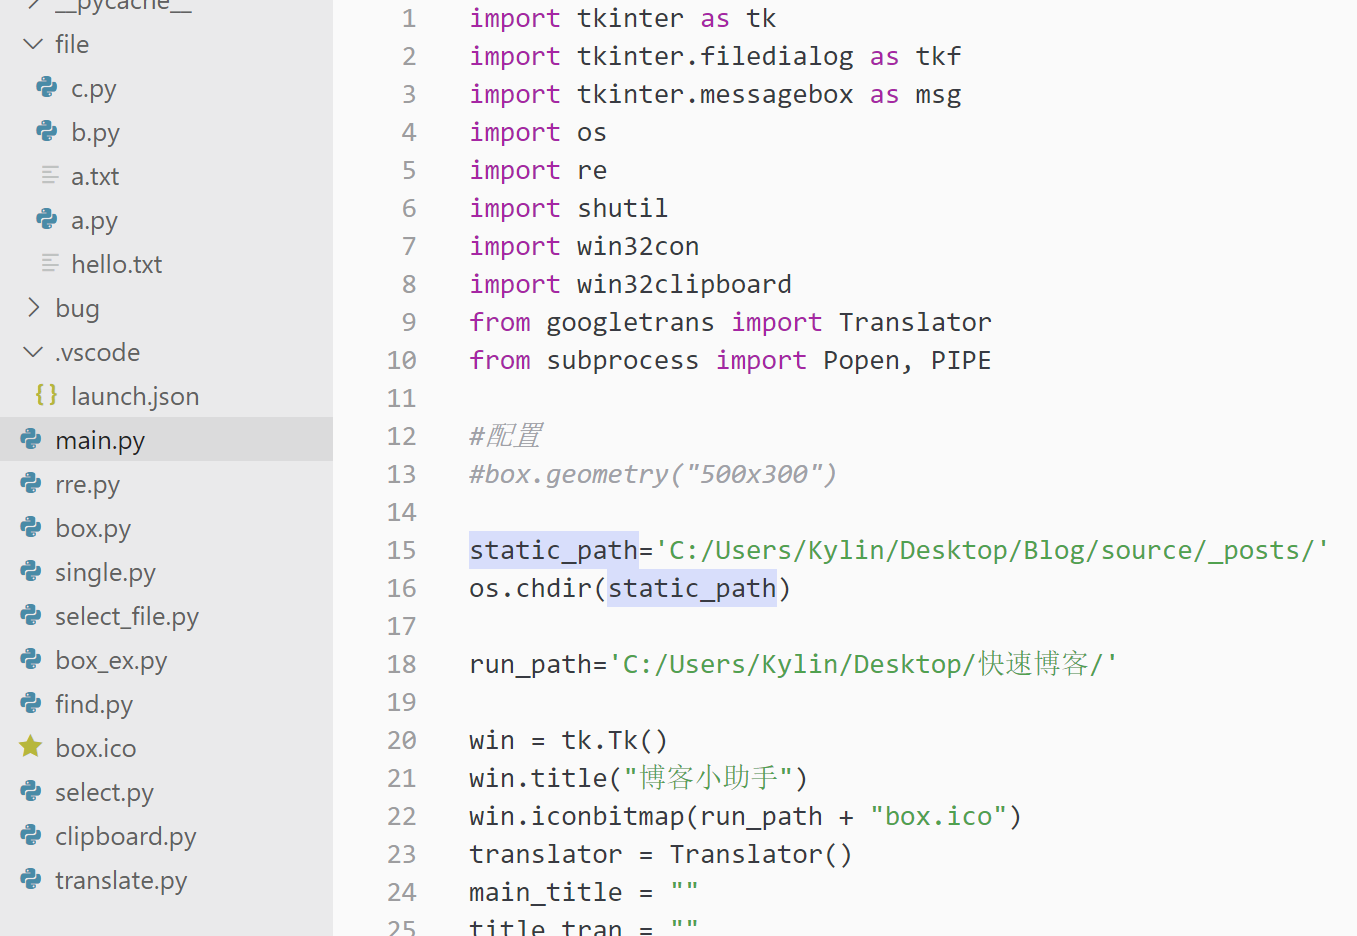 __pycache__
file
c.py
b.py
a.txt
a.py
hello.txt
bug
.vscode
{} launch.json
main.py
rre.py
box.py
single.py
select_file.py
box_ex.py
find.py
box.ico
select.py
clipboard.py
translate.py
1 import tkinter as tk
2 import tkinter.filedialog as tkf
3 import tkinter.messagebox as msg
4 import os
5 import re
6 import shutil
7 import win32con
8 import win32clipboard
9 from googletrans import Translator
10 from subprocess import Popen, PIPE
11
12 #配置
13 #box.geometry("500x300")
14
15 static_path='C:/Users/Kylin/Desktop/Blog/source/_posts/'
16 os.chdir(static_path)
17
18 run_path='C:/Users/Kylin/Desktop/快速博客/'
19
20 win = tk.Tk()
21 win.title("博客小助手")
22 win.iconbitmap(run_path + "box.ico")
23 translator = Translator()
24 main_title = ""
25 title_tran = ""